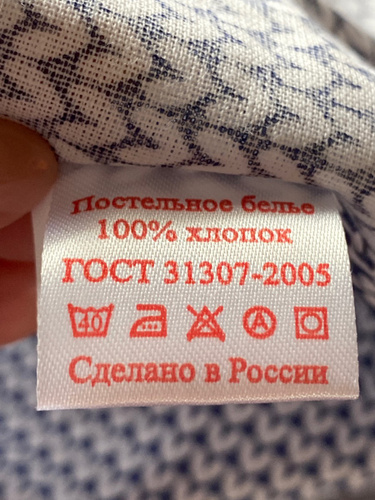 Постельное белье
100% хлопок
ГОСТ 31307-2005
40 A
Сделано в России